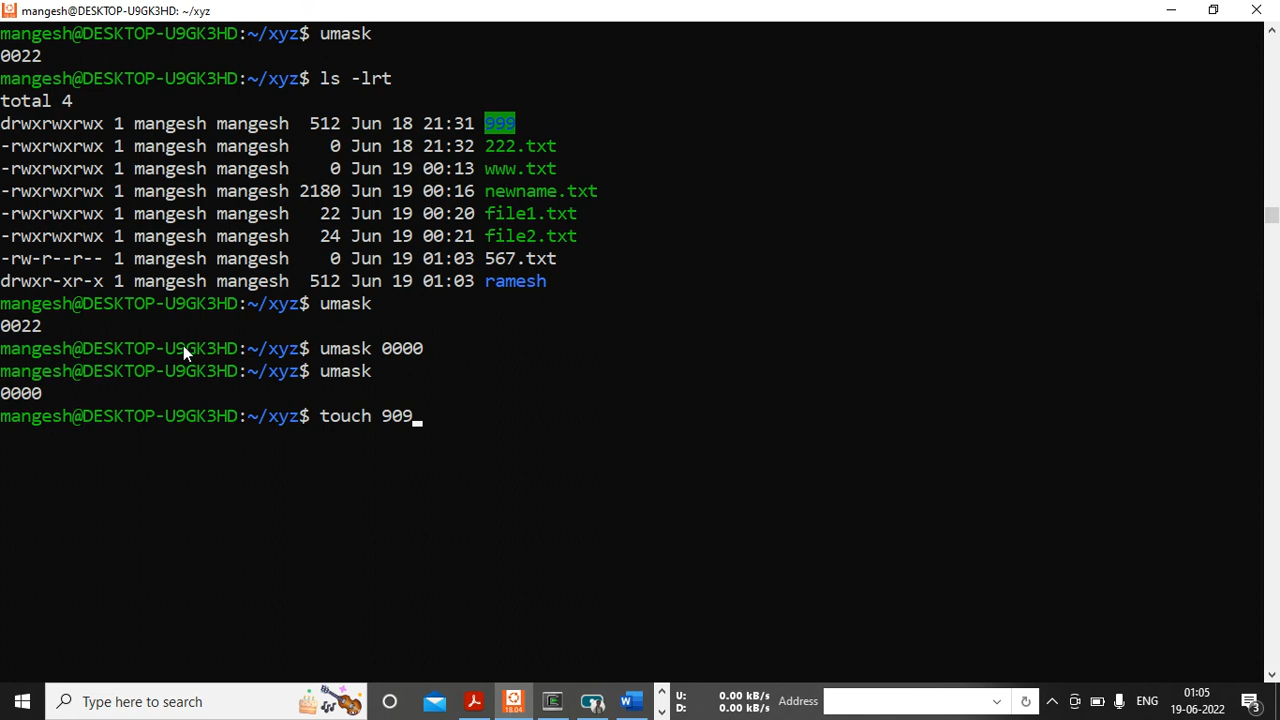 mangesh@DESKTOP-U9GK3HD: ~/xyz
mangesh@DESKTOP-U9GK3HD:~/xyz$ umask
0022
mangesh@DESKTOP-U9GK3HD:~/xyz$ ls -lrt
total 4
drwxrwxrwx 1 mangesh mangesh  512 Jun 18 21:31 999
-rwxrwxrwx 1 mangesh mangesh    0 Jun 18 21:32 222.txt
-rwxrwxrwx 1 mangesh mangesh    0 Jun 19 00:13 www.txt
-rwxrwxrwx 1 mangesh mangesh 2180 Jun 19 00:16 newname.txt
-rwxrwxrwx 1 mangesh mangesh   22 Jun 19 00:20 file1.txt
-rwxrwxrwx 1 mangesh mangesh   24 Jun 19 00:21 file2.txt
-rw-r--r-- 1 mangesh mangesh    0 Jun 19 01:03 567.txt
drwxr-xr-x 1 mangesh mangesh  512 Jun 19 01:03 ramesh
mangesh@DESKTOP-U9GK3HD:~/xyz$ umask
0022
mangesh@DESKTOP-U9GK3HD:~/xyz$ umask 0000
mangesh@DESKTOP-U9GK3HD:~/xyz$ umask
0000
mangesh@DESKTOP-U9GK3HD:~/xyz$ touch 909
Type here to search
18.04
U: 0.00 kB/s
D: 0.00 kB/s
Address
ENG
01:05
19-06-2022
3